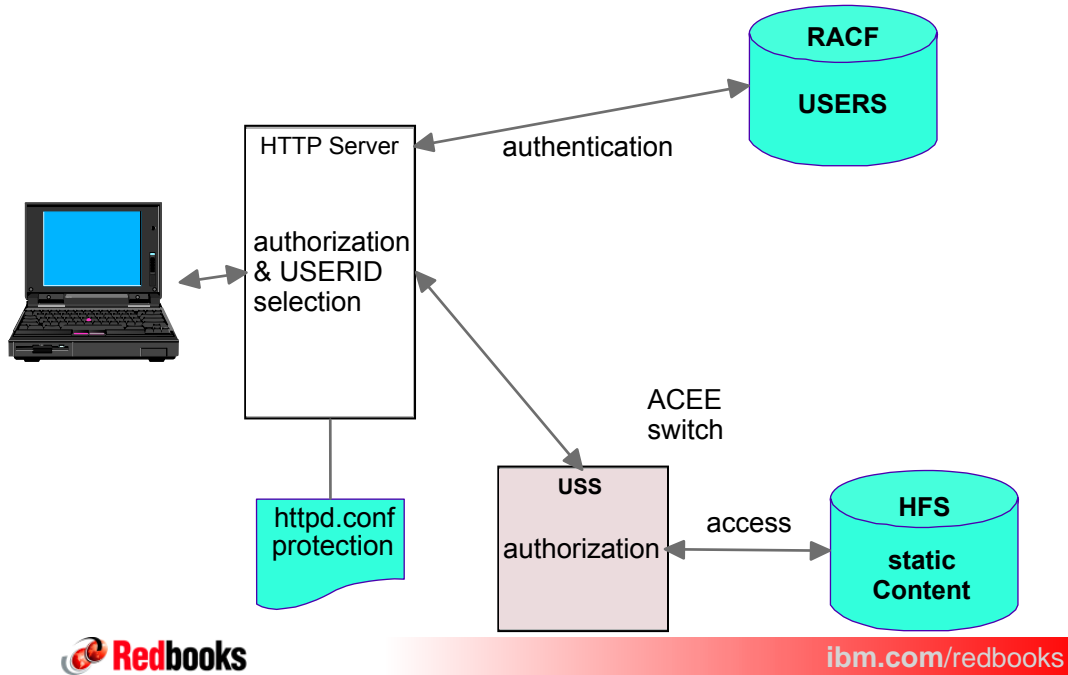 RACF
USERS
HTTP Server
authentication
authorization
& USERID
selection
ACEE
switch
httpd.conf
protection
USS
authorization
access
HFS
static
Content
Redbooks
ibm.com/redbooks